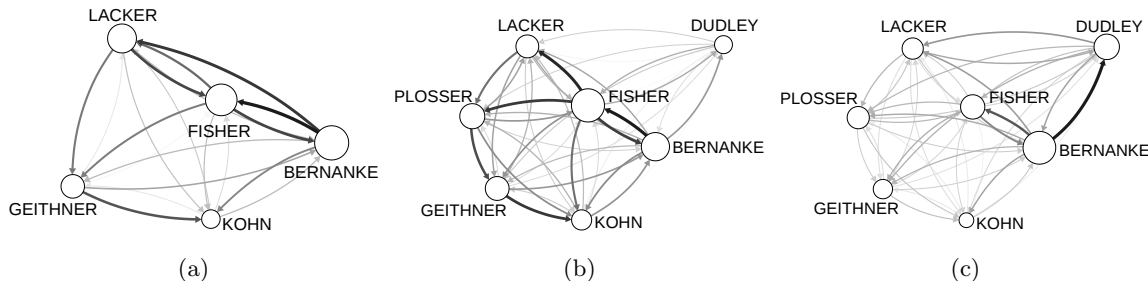 LACKER
FISHER
BERNANKE
GEITHNER
KOHN
(a)
LACKER
DUDLEY
PLOSSER
FISHER
BERNANKE
GEITHNER
KOHN
(b)
LACKER
DUDLEY
PLOSSER
FISHER
BERNANKE
GEITHNER
KOHN
(c)